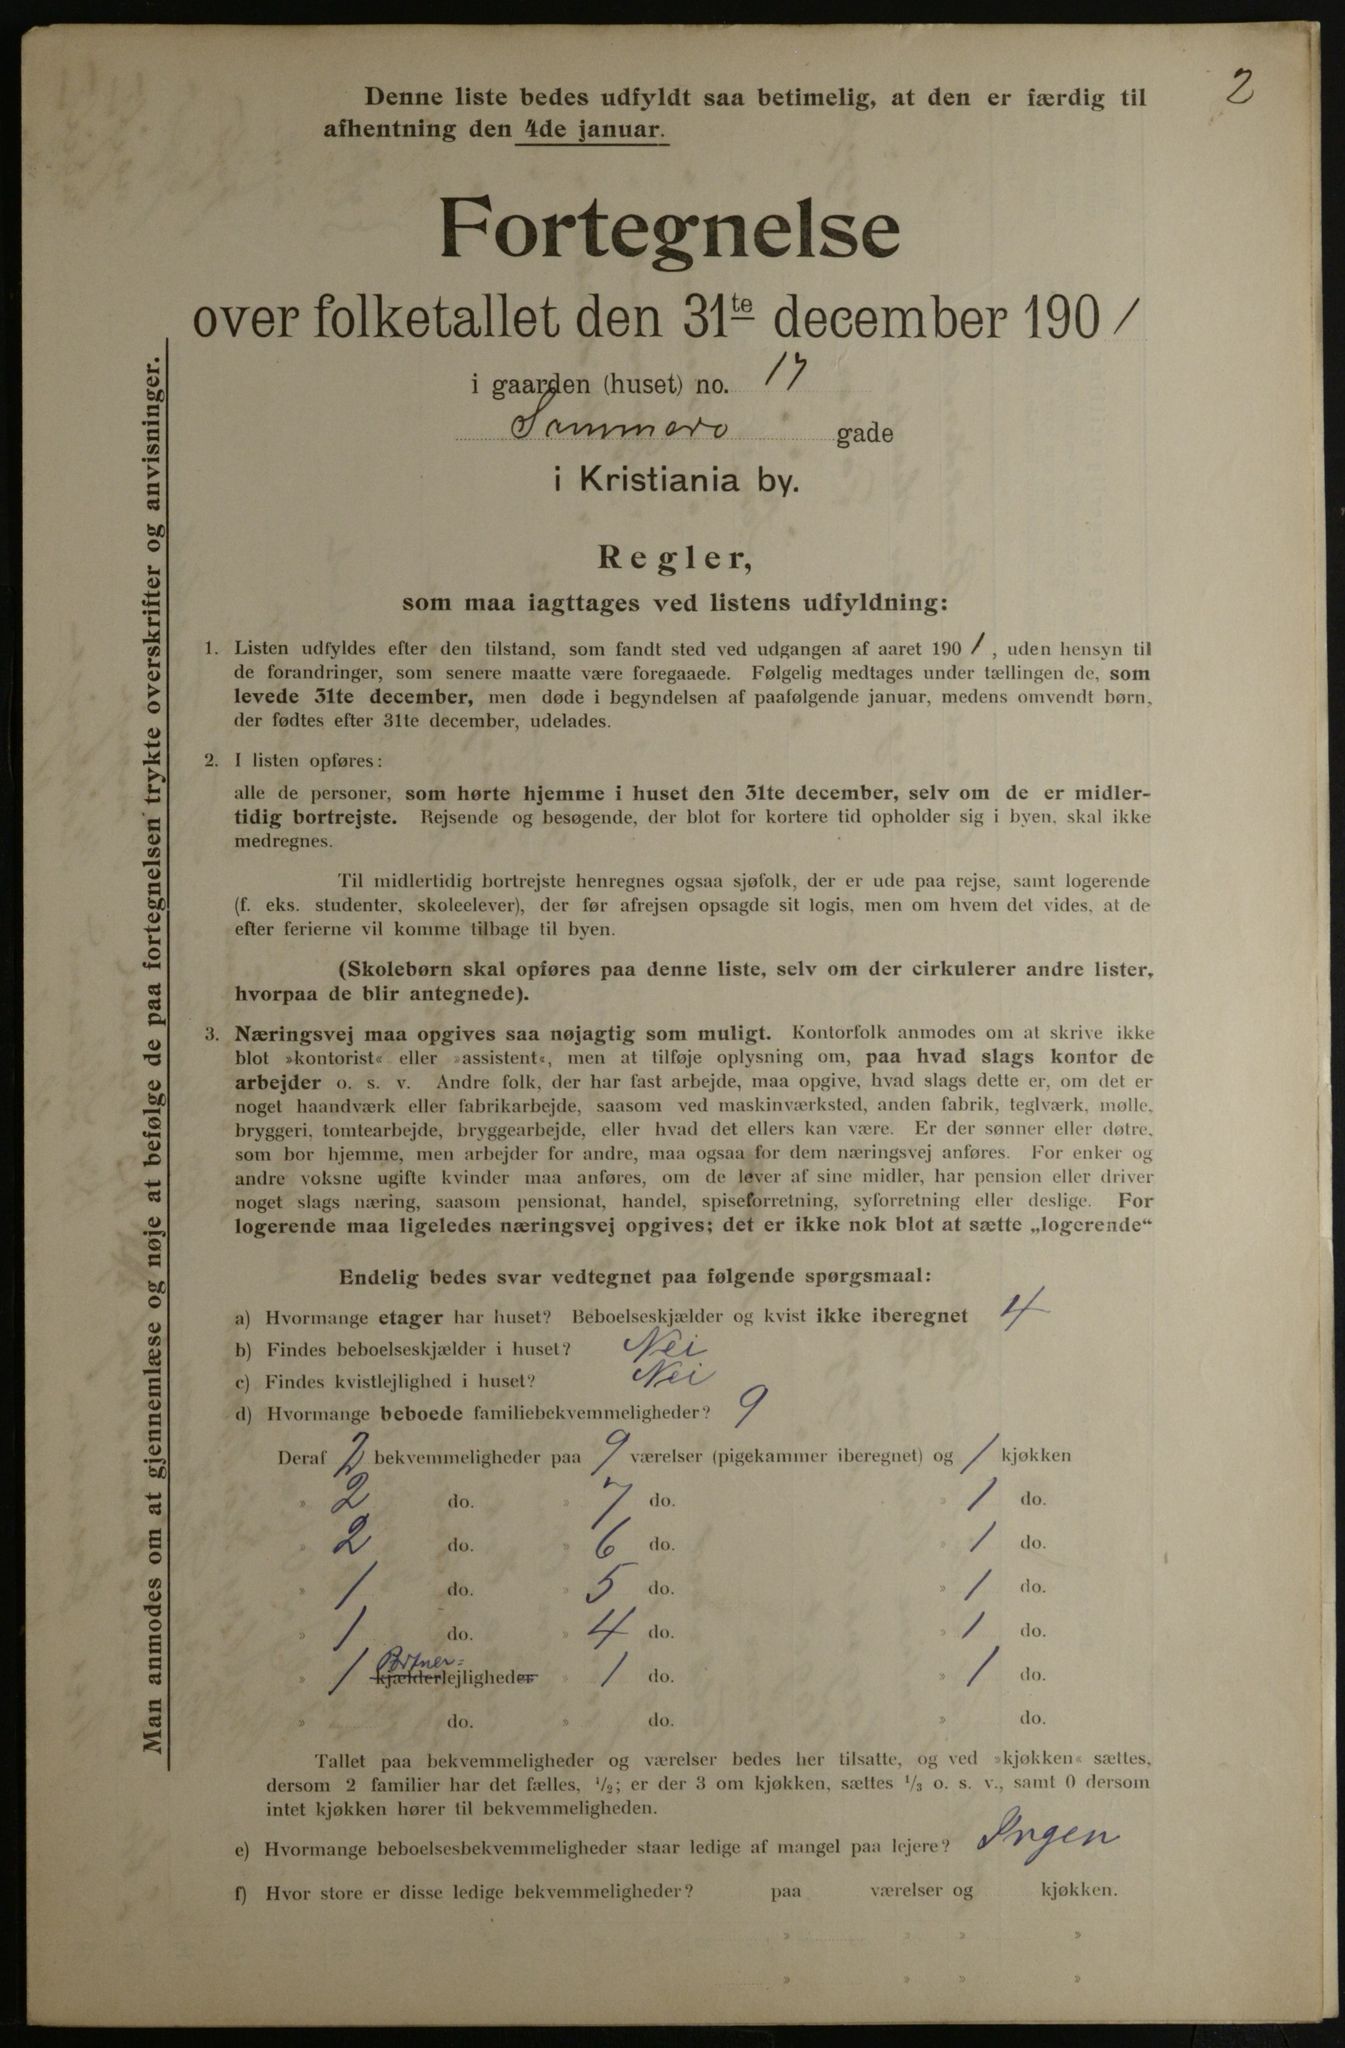 2
Denne liste bedes udfyldt saa betimelig, at den er færdig til
afhentning den 4de januar.
Fortegnelse
over folketallet den 31te december 1901
i gaarden (huset) no. 17
Sommero gade
i Kristiania by.
Regler,
som maa iagttages ved listens udfyldning:
1. Listen udfyldes efter den tilstand, som fandt sted ved udgangen af aaret 1901, uden hensyn til
de forandringer, som senere maatte være foregaaede. Følgelig medtages under tællingen de, som
levede 31te december, men døde i begyndelsen af paafølgende januar, medens omvendt børn,
der fødtes efter 31te december, udelades.
2. I listen opføres:
alle de personer, som hørte hjemme i huset den 31te december, selv om de er midler-
tidig bortrejste. Rejsende og besøgende, der blot for kortere tid opholder sig i byen, skal ikke
medregnes.
Til midlertidig bortrejste henregnes ogsaa sjøfolk, der er ude paa rejse, samt logerende
(f. eks. studenter, skoleelever), der før afrejsen opsagde sit logis, men om hvem det vides, at de
efter ferierne vil komme tilbage til byen.
(Skolebørn skal opføres paa denne liste, selv om der cirkulerer andre lister,
hvorpaa de blir antegnede).
3. Næringsvej maa opgives saa nøjagtig som muligt. Kontorfolk anmodes om at skrive ikke
blot »kontorist« eller »assistent«, men at tilføje oplysning om, paa hvad slags kontor de
arbejder o. s. v. Andre folk, der har fast arbejde, maa opgive, hvad slags dette er, om det er
noget haandværk eller fabrikarbejde, saasom ved maskinværksted, anden fabrik, teglværk, mølle,
bryggeri, tomtearbejde, bryggearbejde, eller hvad det ellers kan være. Er der sønner eller døtre,
som bor hjemme, men arbejder for andre, maa ogsaa for dem næringsvej anføres. For enker og
andre voksne ugifte kvinder maa anføres, om de lever af sine midler, har pension eller driver
noget slags næring, saasom pensionat, handel, spiseforretning, syforretning eller deslige. For
logerende maa ligeledes næringsvej opgives; det er ikke nok blot at sætte „logerende“
Endelig bedes svar vedtegnet paa følgende spørgsmaal:
a) Hvormange etager har huset? Beboelseskjælder og kvist ikke iberegnet 4
b) Findes beboelseskjælder i huset? Nei
c) Findes kvistlejlighed i huset? Nei
d) Hvormange beboede familiebekvemmeligheder? 9
Deraf 2 bekvemmeligheder paa 9 værelser (pigekammer iberegnet) og 1 kjøkken
» 2 do. » 7 do. » 1 do.
» 2 do. » 6 do. » 1 do.
» 1 do. » 5 do. » 1 do.
» 1 do. » 4 do. » 1 do.
Portner-
» 1 kjælderlejligheder » 1 do. » 1 do.
» do. » do. » do.
Tallet paa bekvemmeligheder og værelser bedes her tilsatte, og ved »kjøkken« sættes,
dersom 2 familier har det fælles, 1/2; er der 3 om kjøkken, sættes 1/3 o. s. v., samt 0 dersom
intet kjøkken hører til bekvemmeligheden.
e) Hvormange beboelsesbekvemmeligheder staar ledige af mangel paa lejere? Ingen
f) Hvor store er disse ledige bekvemmeligheder? paa værelser og kjøkken.
» » » »
» » » »
Man anmodes om at gjennemlæse og nøje at befølge de paa fortegnelsen trykte overskrifter og anvisninger.